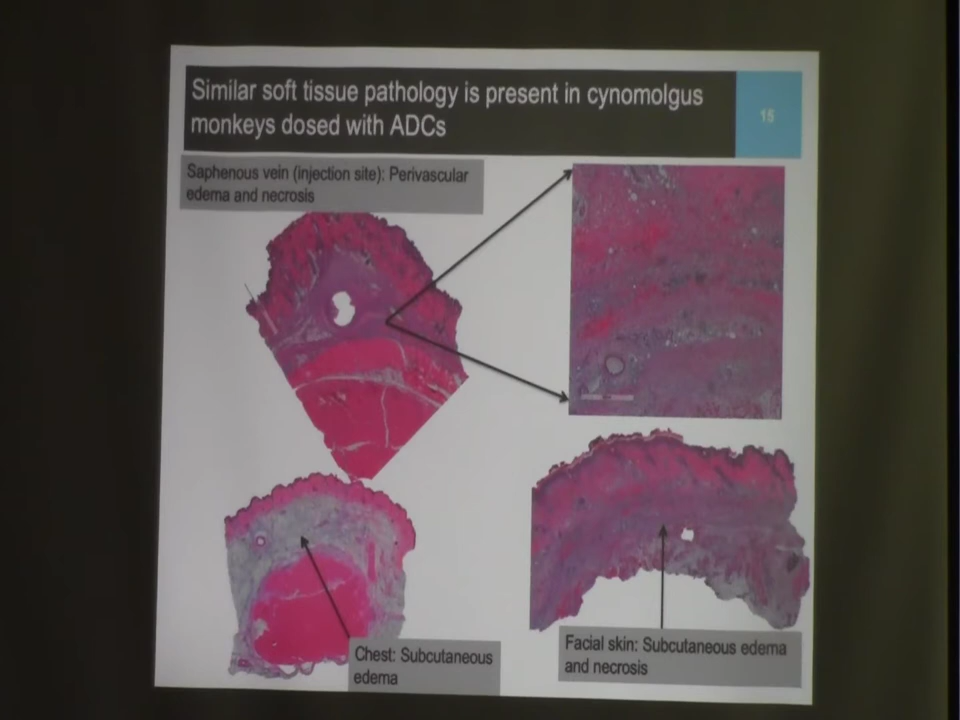 Similar soft tissue pathology is present in cynomolgus
monkeys dosed with ADCs
15
Saphenous vein (injection site): Perivascular
edema and necrosis
Chest: Subcutaneous
edema
Facial skin: Subcutaneous edema
and necrosis